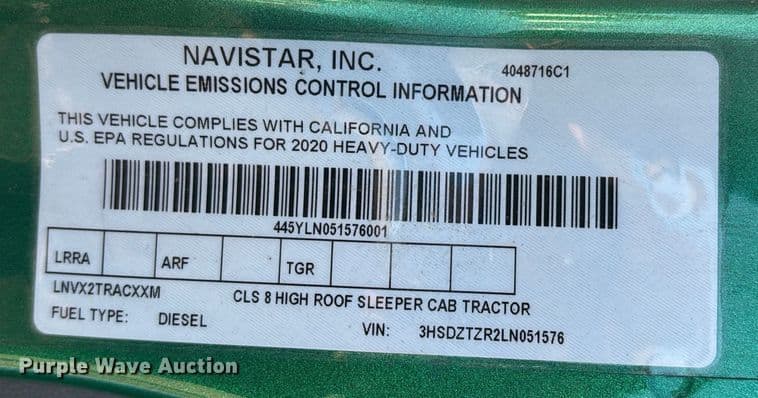 NAVISTAR, INC.
4048716C1
VEHICLE EMISSIONS CONTROL INFORMATION
THIS VEHICLE COMPLIES WITH CALIFORNIA AND
U.S. EPA REGULATIONS FOR 2020 HEAVY-DUTY VEHICLES
445YLN051576001
LRRA ARF TGR
LNVX2TRACXXM CLS 8 HIGH ROOF SLEEPER CAB TRACTOR
FUEL TYPE: DIESEL VIN: 3HSDZTZR2LN051576
Purple Wave Auction